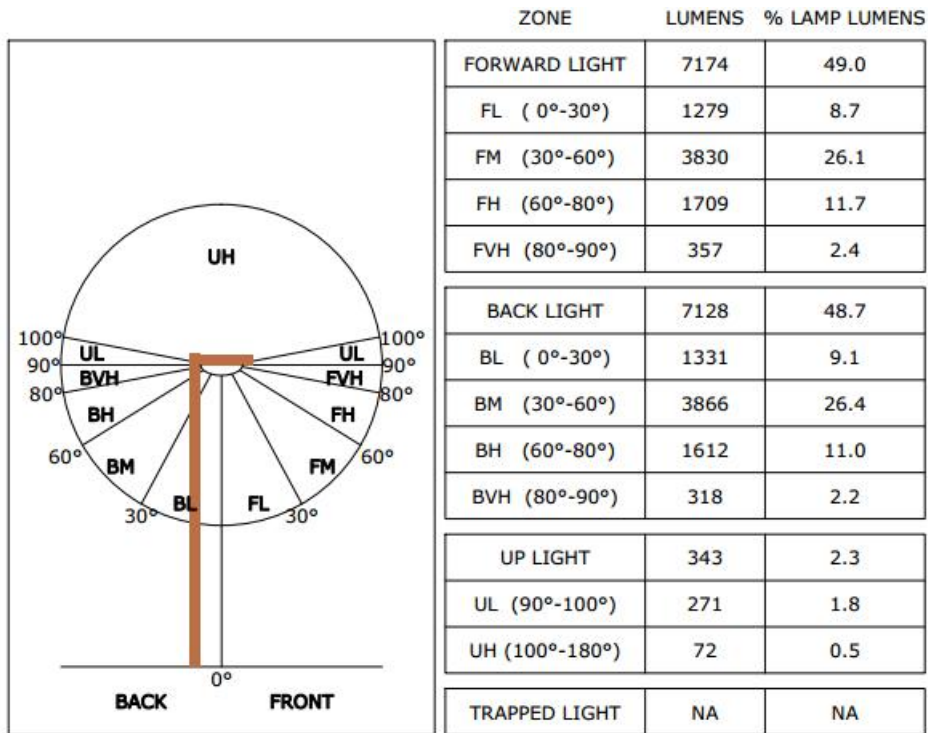 ZONE LUMENS % LAMP LUMENS
FORWARD LIGHT 7174 49.0
FL ( 0°-30°) 1279 8.7
FM (30°-60°) 3830 26.1
FH (60°-80°) 1709 11.7
FVH (80°-90°) 357 2.4
BACK LIGHT 7128 48.7
BL ( 0°-30°) 1331 9.1
BM (30°-60°) 3866 26.4
BH (60°-80°) 1612 11.0
BVH (80°-90°) 318 2.2
UP LIGHT 343 2.3
UL (90°-100°) 271 1.8
UH (100°-180°) 72 0.5
TRAPPED LIGHT NA NA
UH
100° 100°
UL UL
90° 90°
BVH FVH
80° 80°
BH FH
60° 60°
BM FM
BL FL
30° 30°
0°
BACK FRONT